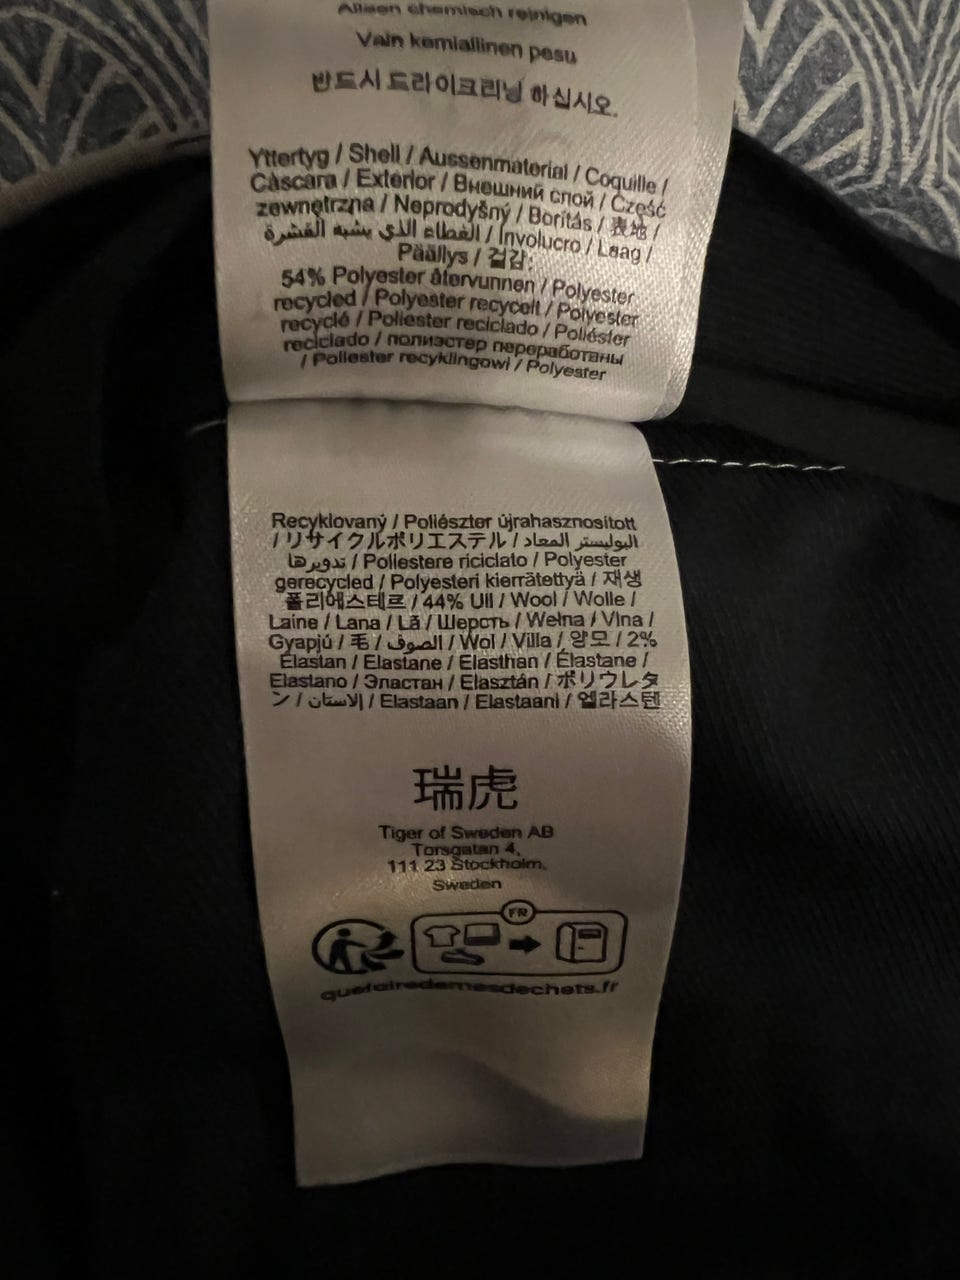 Alleen chemisch reinigen
Vain kemiallinen pesu
반드시 드라이크리닝 하십시오.
Yttertyg / Shell / Aussenmaterial / Coquille /
Càscara / Exterior / Внешний слой / Część
zewnętrzna / Neprodyšný / Borítás / 表地 /
الغطاء الذي يشبه القشرة / Involucro / Laag /
Päällys / 겉감:
54% Polyester återvunnen / Polyester
recycled / Polyester recycelt / Polyester
recyclé / Poliester reciclado / Poliéster
reciclado / полиэстер переработаны
/ Poliester recyklingowi / Polyester
Recyklovaný / Poliészter újrahasznosított
/ リサイクルポリエステル / البوليستر المعاد
تدويرها / Poliestere riciclato / Polyester
gerecycled / Polyesteri kierrätettyä / 재생
폴리에스테르 / 44% Ull / Wool / Wolle /
Laine / Lana / Lã / Шерсть / Wełna / Vlna /
Gyapjú / 毛 / الصوف / Wol / Villa / 양모 / 2%
Elastan / Elastane / Elasthan / Élastane /
Elastano / Эластан / Elasztán / ポリウレタ
ン / الاستان / Elastaan / Elastaani / 엘라스텐
瑞虎
Tiger of Sweden AB
Torsgatan 4,
111 23 Stockholm.
Sweden
FR
quefairedemesdechets.fr